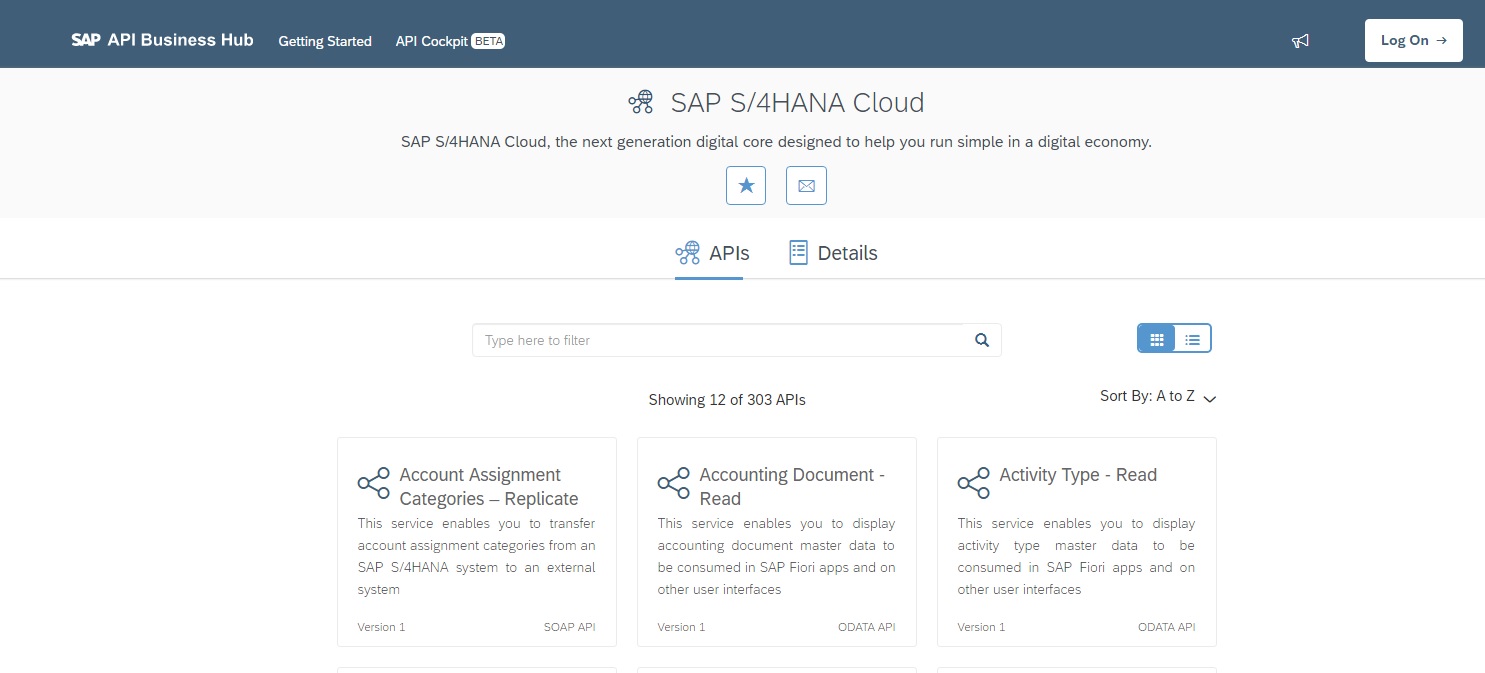 SAP API Business Hub Getting Started API Cockpit BETA Log On →
SAP S/4HANA Cloud
SAP S/4HANA Cloud, the next generation digital core designed to help you run simple in a digital economy.
APIs Details
Type here to filter
Showing 12 of 303 APIs Sort By: A to Z
Account Assignment
Categories – Replicate
This service enables you to transfer
account assignment categories from an
SAP S/4HANA system to an external
system
Version 1 SOAP API
Accounting Document -
Read
This service enables you to display
accounting document master data to
be consumed in SAP Fiori apps and on
other user interfaces
Version 1 ODATA API
Activity Type - Read
This service enables you to display
activity type master data to be
consumed in SAP Fiori apps and on
other user interfaces
Version 1 ODATA API